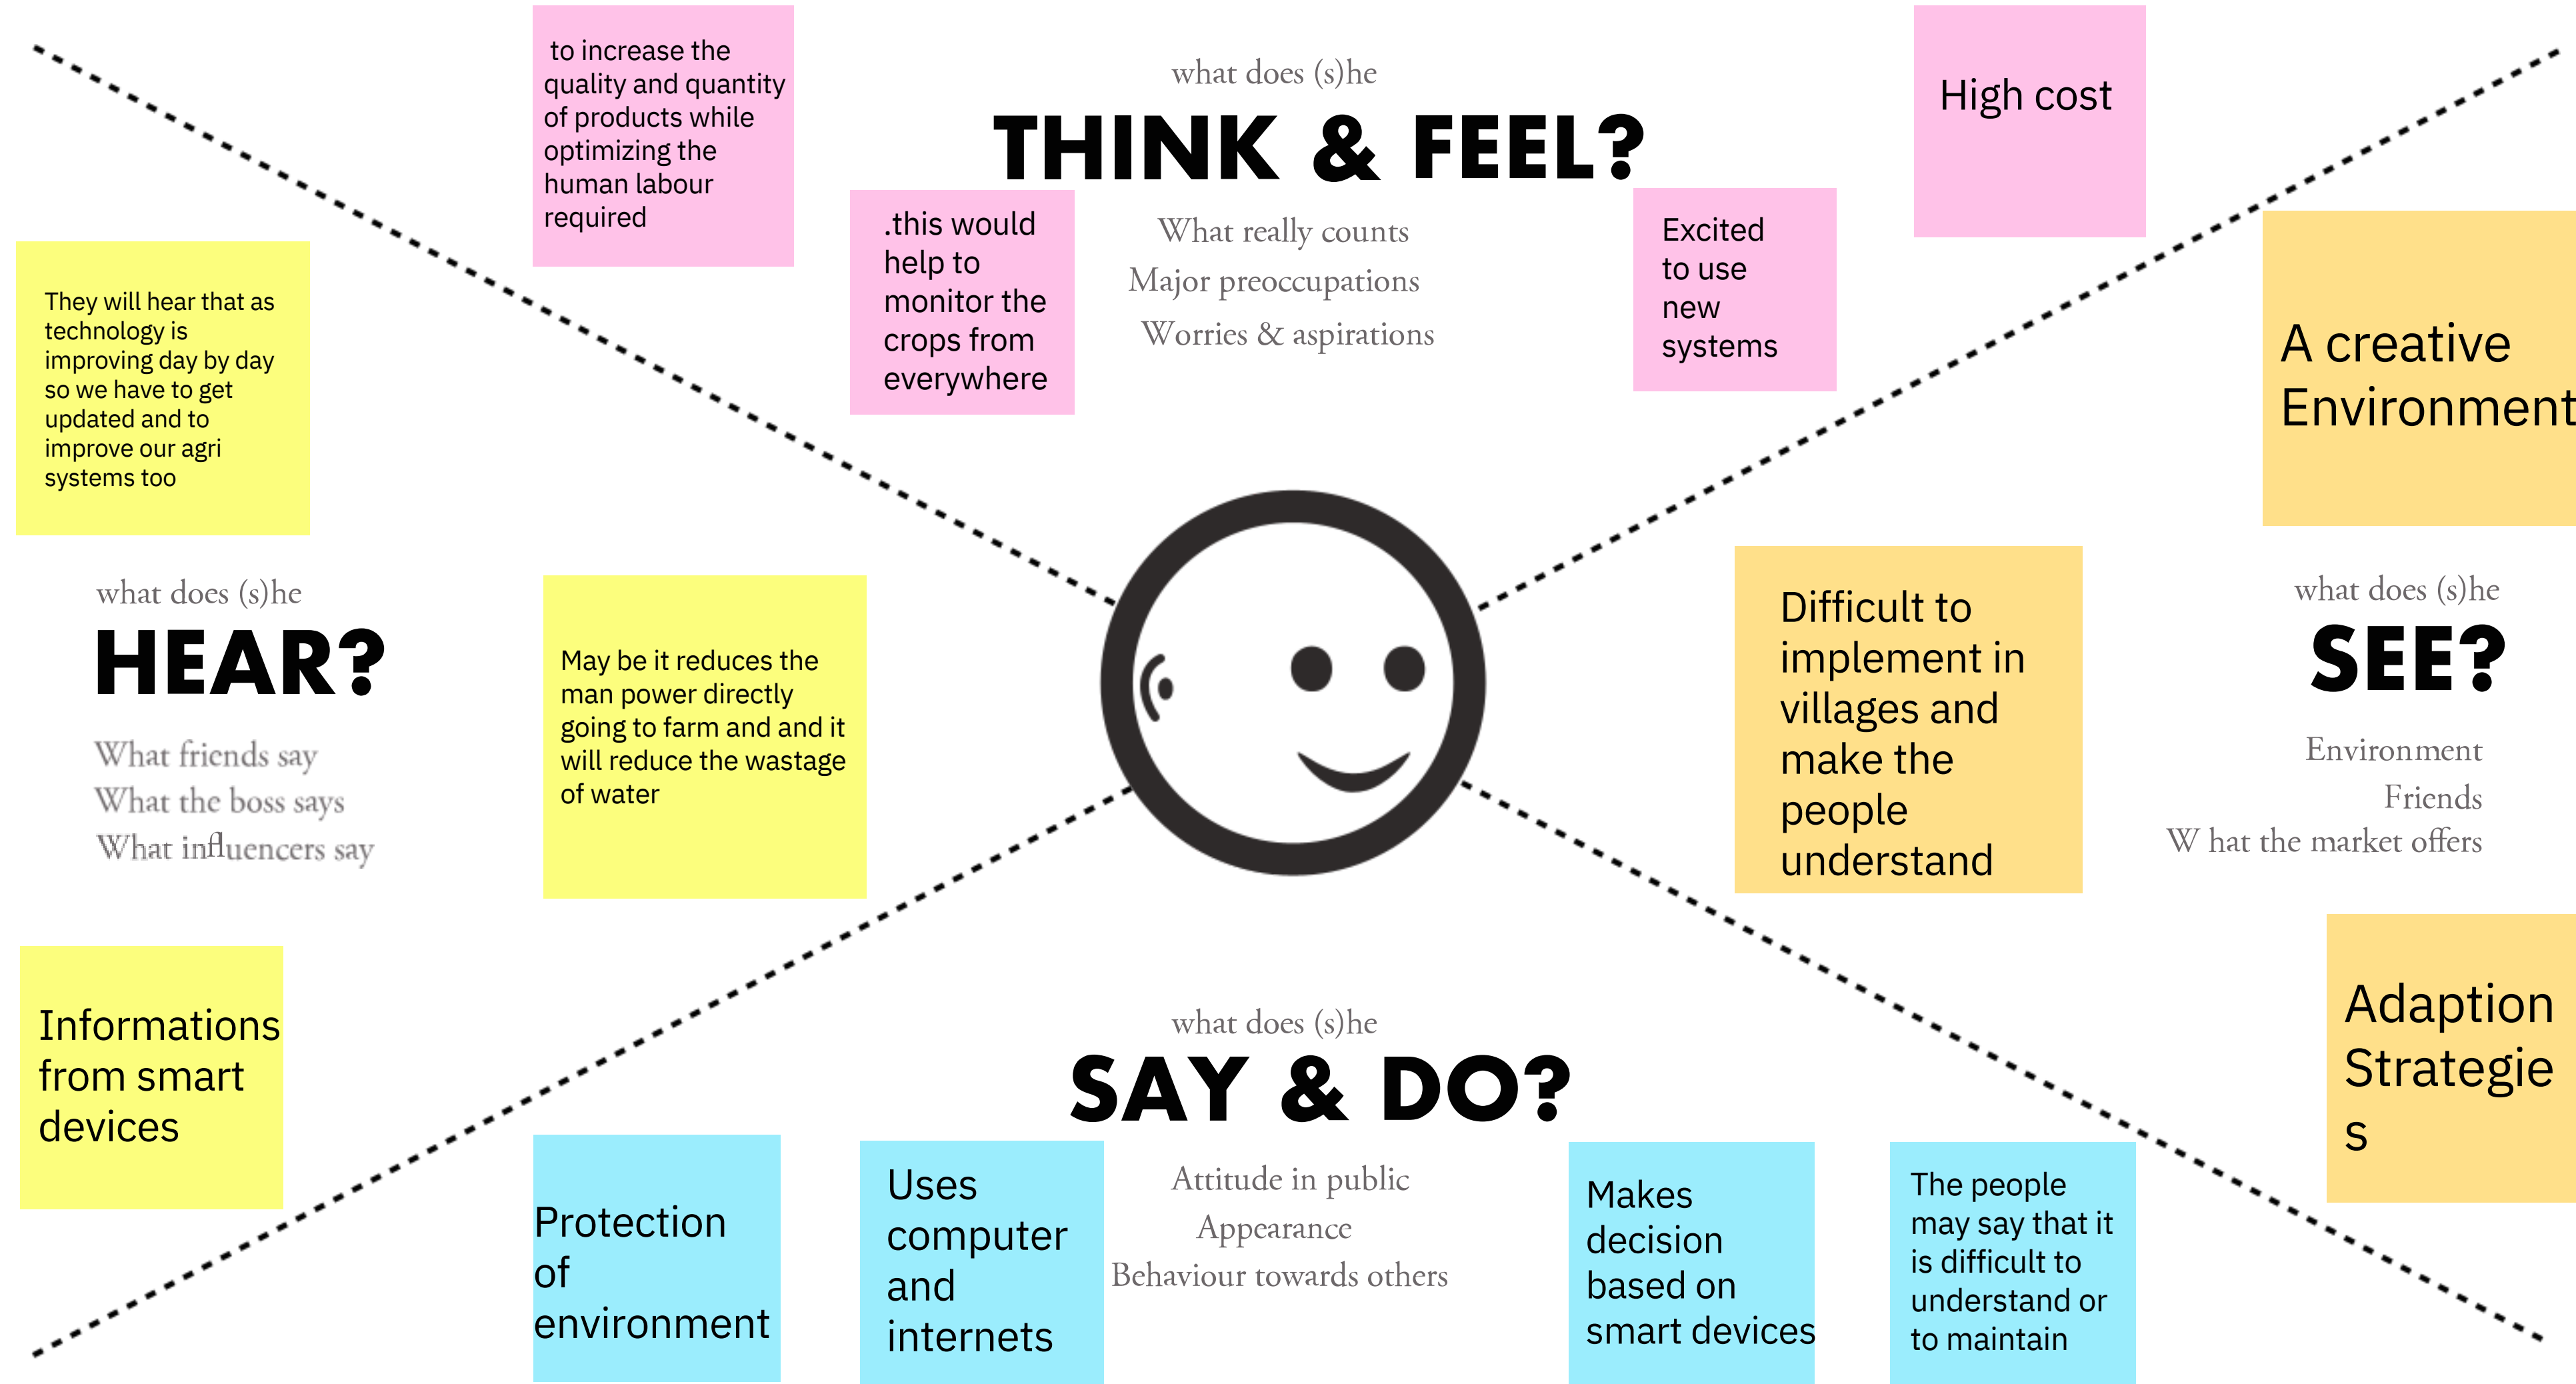 to increase the
quality and quantity
of products while
optimizing the
human labour
required
what does (s)he
THINK & FEEL?
What really counts
Major preoccupations
Worries & aspirations
.this would
help to
monitor the
crops from
everywhere
Excited
to use
new
systems
High cost
They will hear that as
technology is
improving day by day
so we have to get
updated and to
improve our agri
systems too
what does (s)he
HEAR?
What friends say
What the boss says
What influencers say
May be it reduces the
man power directly
going to farm and and it
will reduce the wastage
of water
Informations
from smart
devices
A creative
Environment
Difficult to
implement in
villages and
make the
people
understand
what does (s)he
SEE?
Environment
Friends
W hat the market offers
Adaption
Strategie
s
what does (s)he
SAY & DO?
Attitude in public
Appearance
Behaviour towards others
Protection
of
environment
Uses
computer
and
internets
Makes
decision
based on
smart devices
The people
may say that it
is difficult to
understand or
to maintain